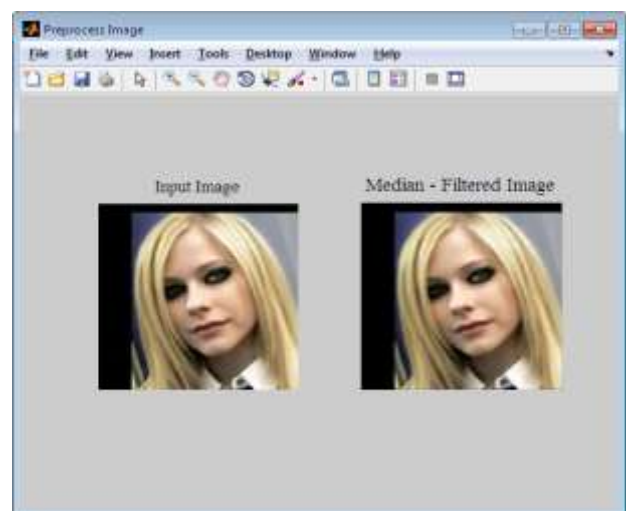 Preprocess Image
File Edit View Insert Tools Desktop Window Help
Input Image
Median - Filtered Image